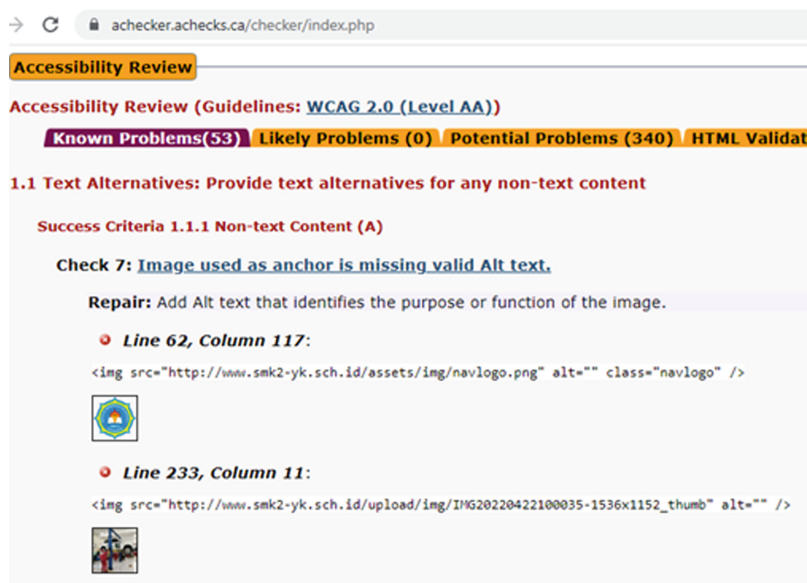 achecker.achecks.ca/checker/index.php
Accessibility Review
Accessibility Review (Guidelines: WCAG 2.0 (Level AA))
Known Problems(53) Likely Problems (0) Potential Problems (340) HTML Validat
1.1 Text Alternatives: Provide text alternatives for any non-text content
Success Criteria 1.1.1 Non-text Content (A)
Check 7: Image used as anchor is missing valid Alt text.
Repair: Add Alt text that identifies the purpose or function of the image.
Line 62, Column 117:
<img src="http://www.smk2-yk.sch.id/assets/img/navlogo.png" alt="" class="navlogo" />
Line 233, Column 11:
<img src="http://www.smk2-yk.sch.id/upload/img/IMG20220422100035-1536x1152_thumb" alt="" />